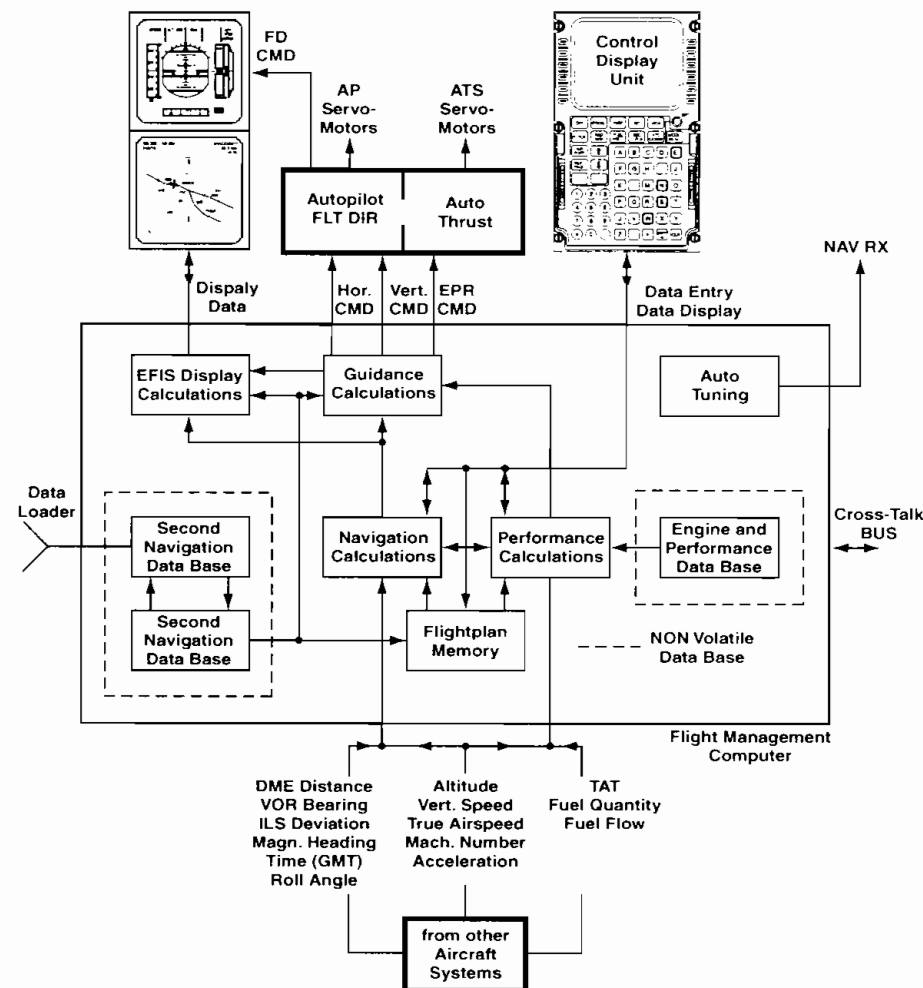 FD
CMD
AP
Servo-
Motors
ATS
Servo-
Motors
Control
Display
Unit
Autopilot
FLT DIR
Auto
Thrust
NAV RX
Dispaly
Data
Hor.
CMD
Vert.
CMD
EPR
CMD
Data Entry
Data Display
EFIS Display
Calculations
Guidance
Calculations
Auto
Tuning
Data
Loader
Second
Navigation
Data Base
Navigation
Calculations
Performance
Calculations
Engine and
Performance
Data Base
Cross-Talk
BUS
Second
Navigation
Data Base
Flightplan
Memory
NON Volatile
Data Base
Flight Management
Computer
DME Distance
VOR Bearing
ILS Deviation
Magn. Heading
Time (GMT)
Roll Angle
Altitude
Vert. Speed
True Airspeed
Mach. Number
Acceleration
TAT
Fuel Quantity
Fuel Flow
from other
Aircraft
Systems